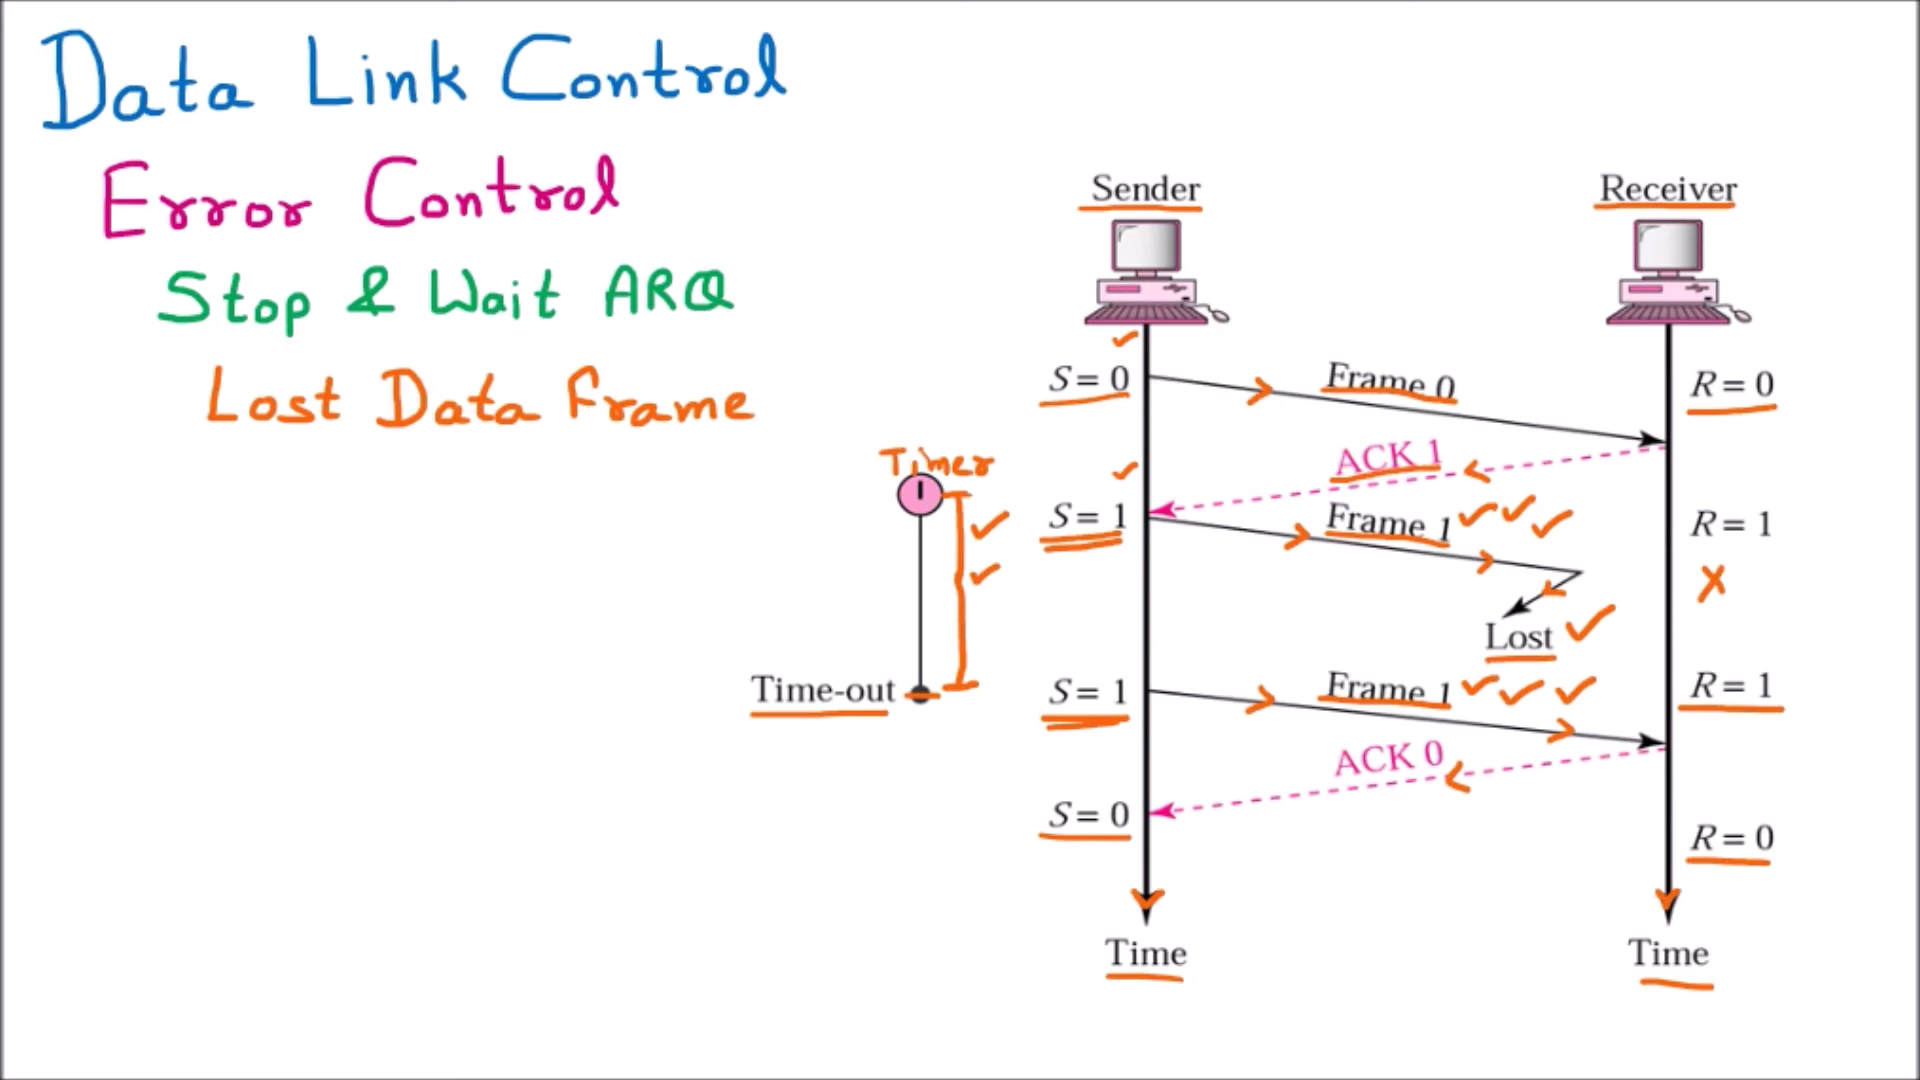 Data Link Control
Error Control
Stop & Wait ARQ
Lost Data Frame
Sender
Receiver
S = 0
Frame 0
R = 0
ACK 1
Timer
S = 1
Frame 1
R = 1
Lost
Time-out
S = 1
Frame 1
R = 1
ACK 0
S = 0
R = 0
Time
Time